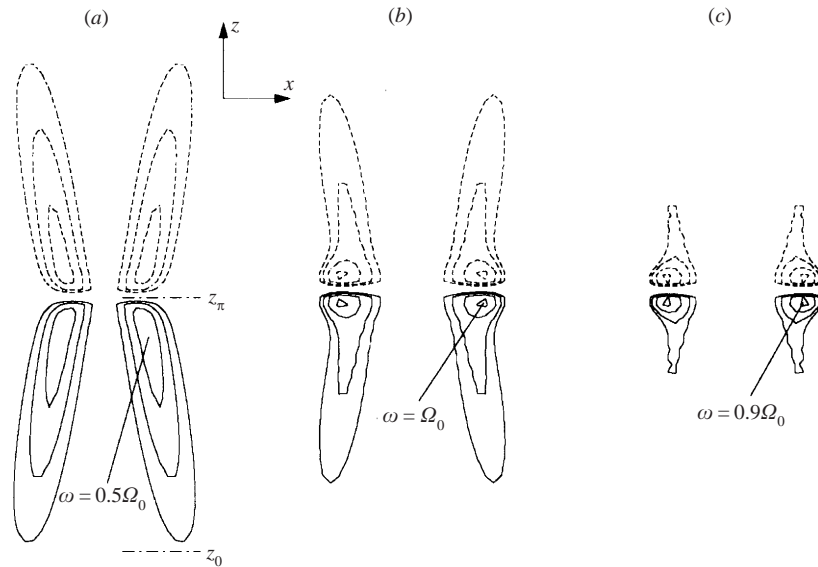 (a)
(b)
(c)
z
x
z_π
ω = Ω_0
ω = 0.9Ω_0
ω = 0.5Ω_0
z_0